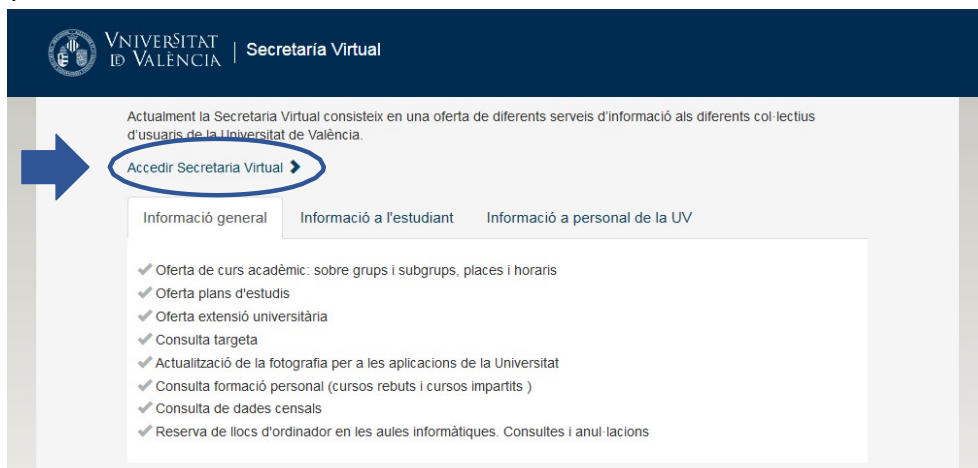 VNIVERSITAT
ID VALÈNCIA
Secretaría Virtual
Actualment la Secretaria Virtual consisteix en una oferta de diferents serveis d'informació als diferents col·lectius
d'usuaris de la Universitat de València.
Accedir Secretaria Virtual
Informació general
Informació a l'estudiant
Informació a personal de la UV
Oferta de curs acadèmic: sobre grups i subgrups, places i horaris
Oferta plans d'estudis
Oferta extensió universitària
Consulta targeta
Actualització de la fotografia per a les aplicacions de la Universitat
Consulta formació personal (cursos rebuts i cursos impartits )
Consulta de dades censals
Reserva de llocs d'ordinador en les aules informàtiques. Consultes i anul·lacions